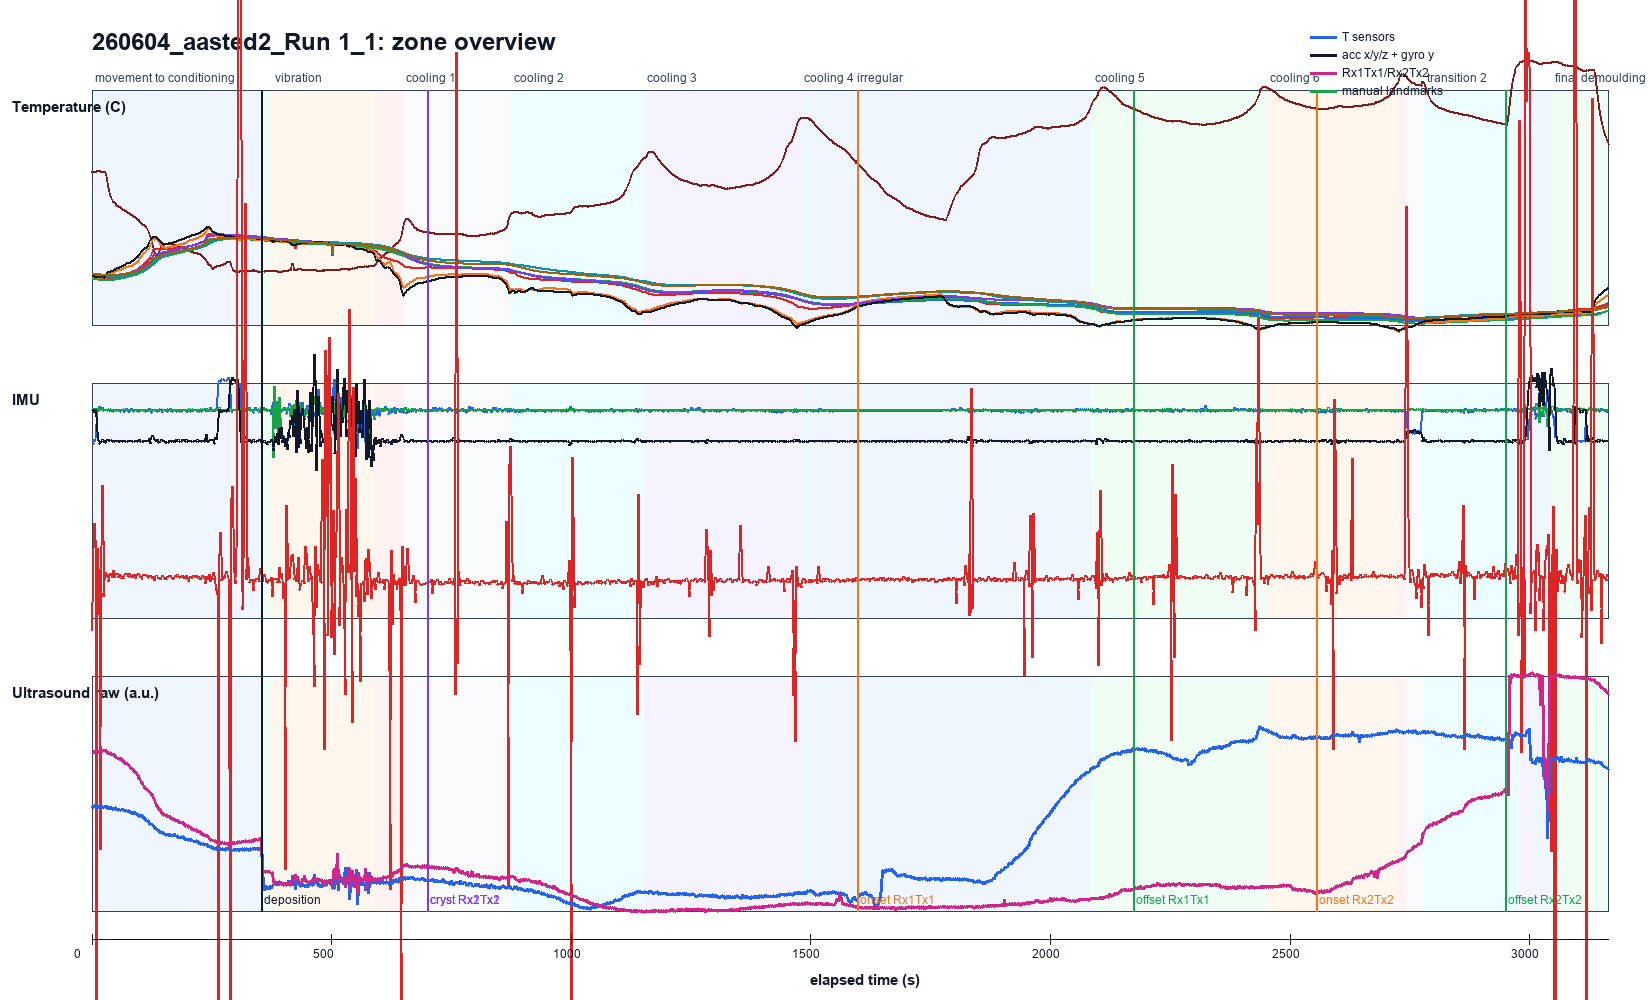 260604_aasted2_Run 1_1: zone overview
T sensors
acc x/y/z + gyro y
Rx1Tx1/Rx2Tx2
manual landmarks
movement to conditioning
vibration
cooling 1
cooling 2
cooling 3
cooling 4 irregular
cooling 5
cooling 6
transition 2
final demoulding
Temperature (C)
IMU
Ultrasound raw (a.u.)
deposition
onset Rx1Tx1
offset Rx1Tx1
onset Rx2Tx2
offset Rx2Tx2
0
500
1000
1500
2000
2500
3000
elapsed time (s)